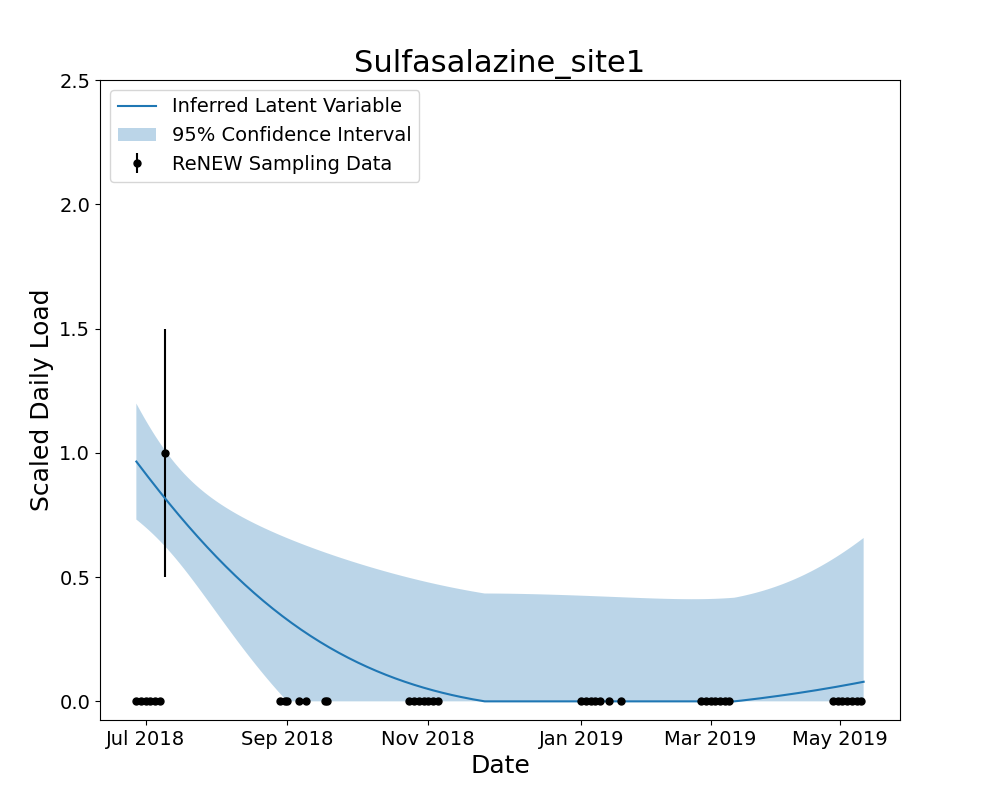 Sulfasalazine_site1
2.5
2.0
1.5
1.0
0.5
0.0
Scaled Daily Load
Inferred Latent Variable
95% Confidence Interval
ReNEW Sampling Data
Jul 2018 Sep 2018 Nov 2018 Jan 2019 Mar 2019 May 2019
Date